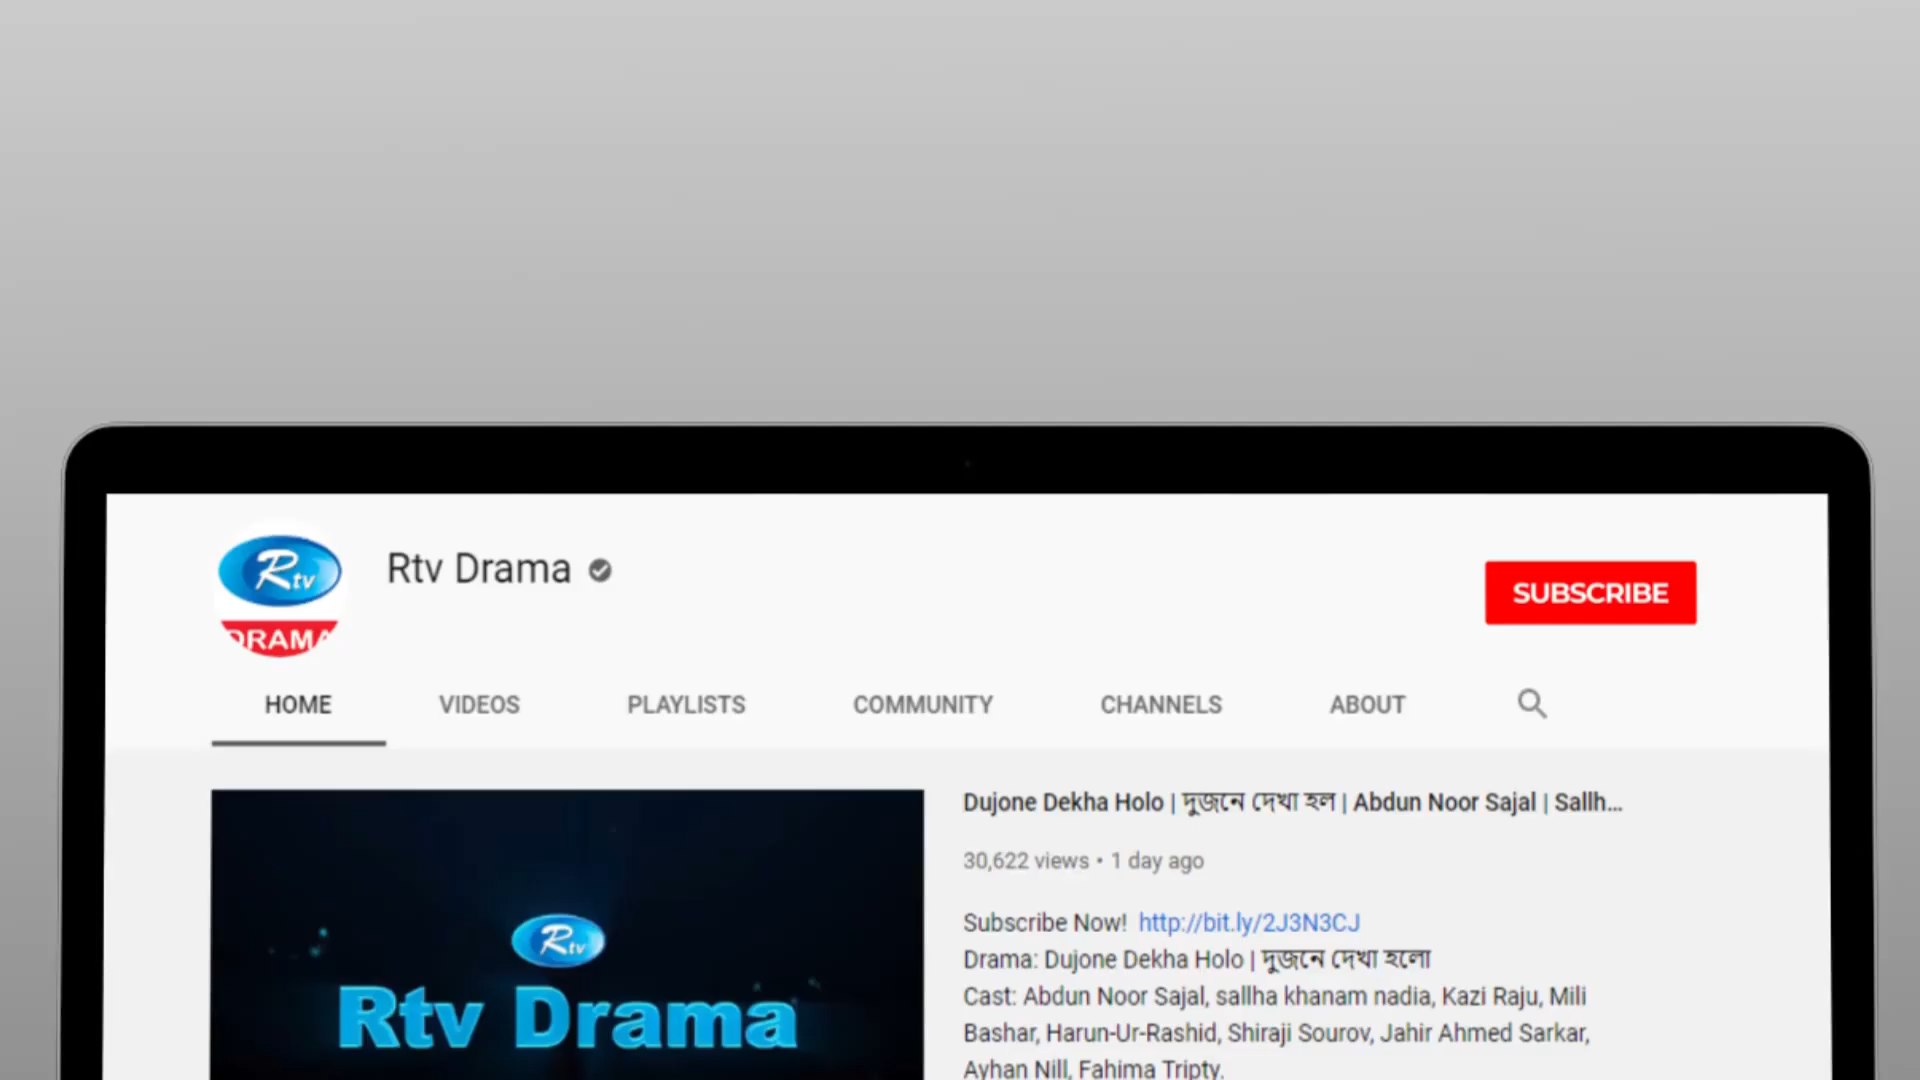 Rtv
DRAMA
Rtv Drama
SUBSCRIBE
HOME VIDEOS PLAYLISTS COMMUNITY CHANNELS ABOUT
Dujone Dekha Holo | দুজনে দেখা হল | Abdun Noor Sajal | Sallh...
30,622 views • 1 day ago
Subscribe Now! http://bit.ly/2J3N3CJ
Drama: Dujone Dekha Holo | দুজনে দেখা হলো
Cast: Abdun Noor Sajal, sallha khanam nadia, Kazi Raju, Mili
Bashar, Harun-Ur-Rashid, Shiraji Sourov, Jahir Ahmed Sarkar,
Ayhan Nill, Fahima Tripty.
Rtv
Rtv Drama